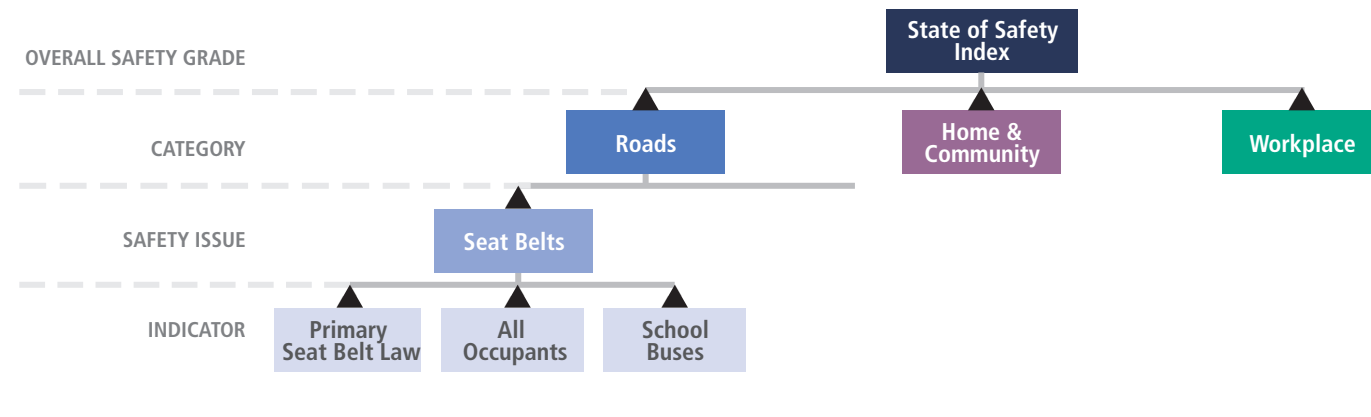 OVERALL SAFETY GRADE
State of Safety
Index
CATEGORY
Roads
Home &
Community
Workplace
SAFETY ISSUE
Seat Belts
INDICATOR
Primary
Seat Belt Law
All
Occupants
School
Buses